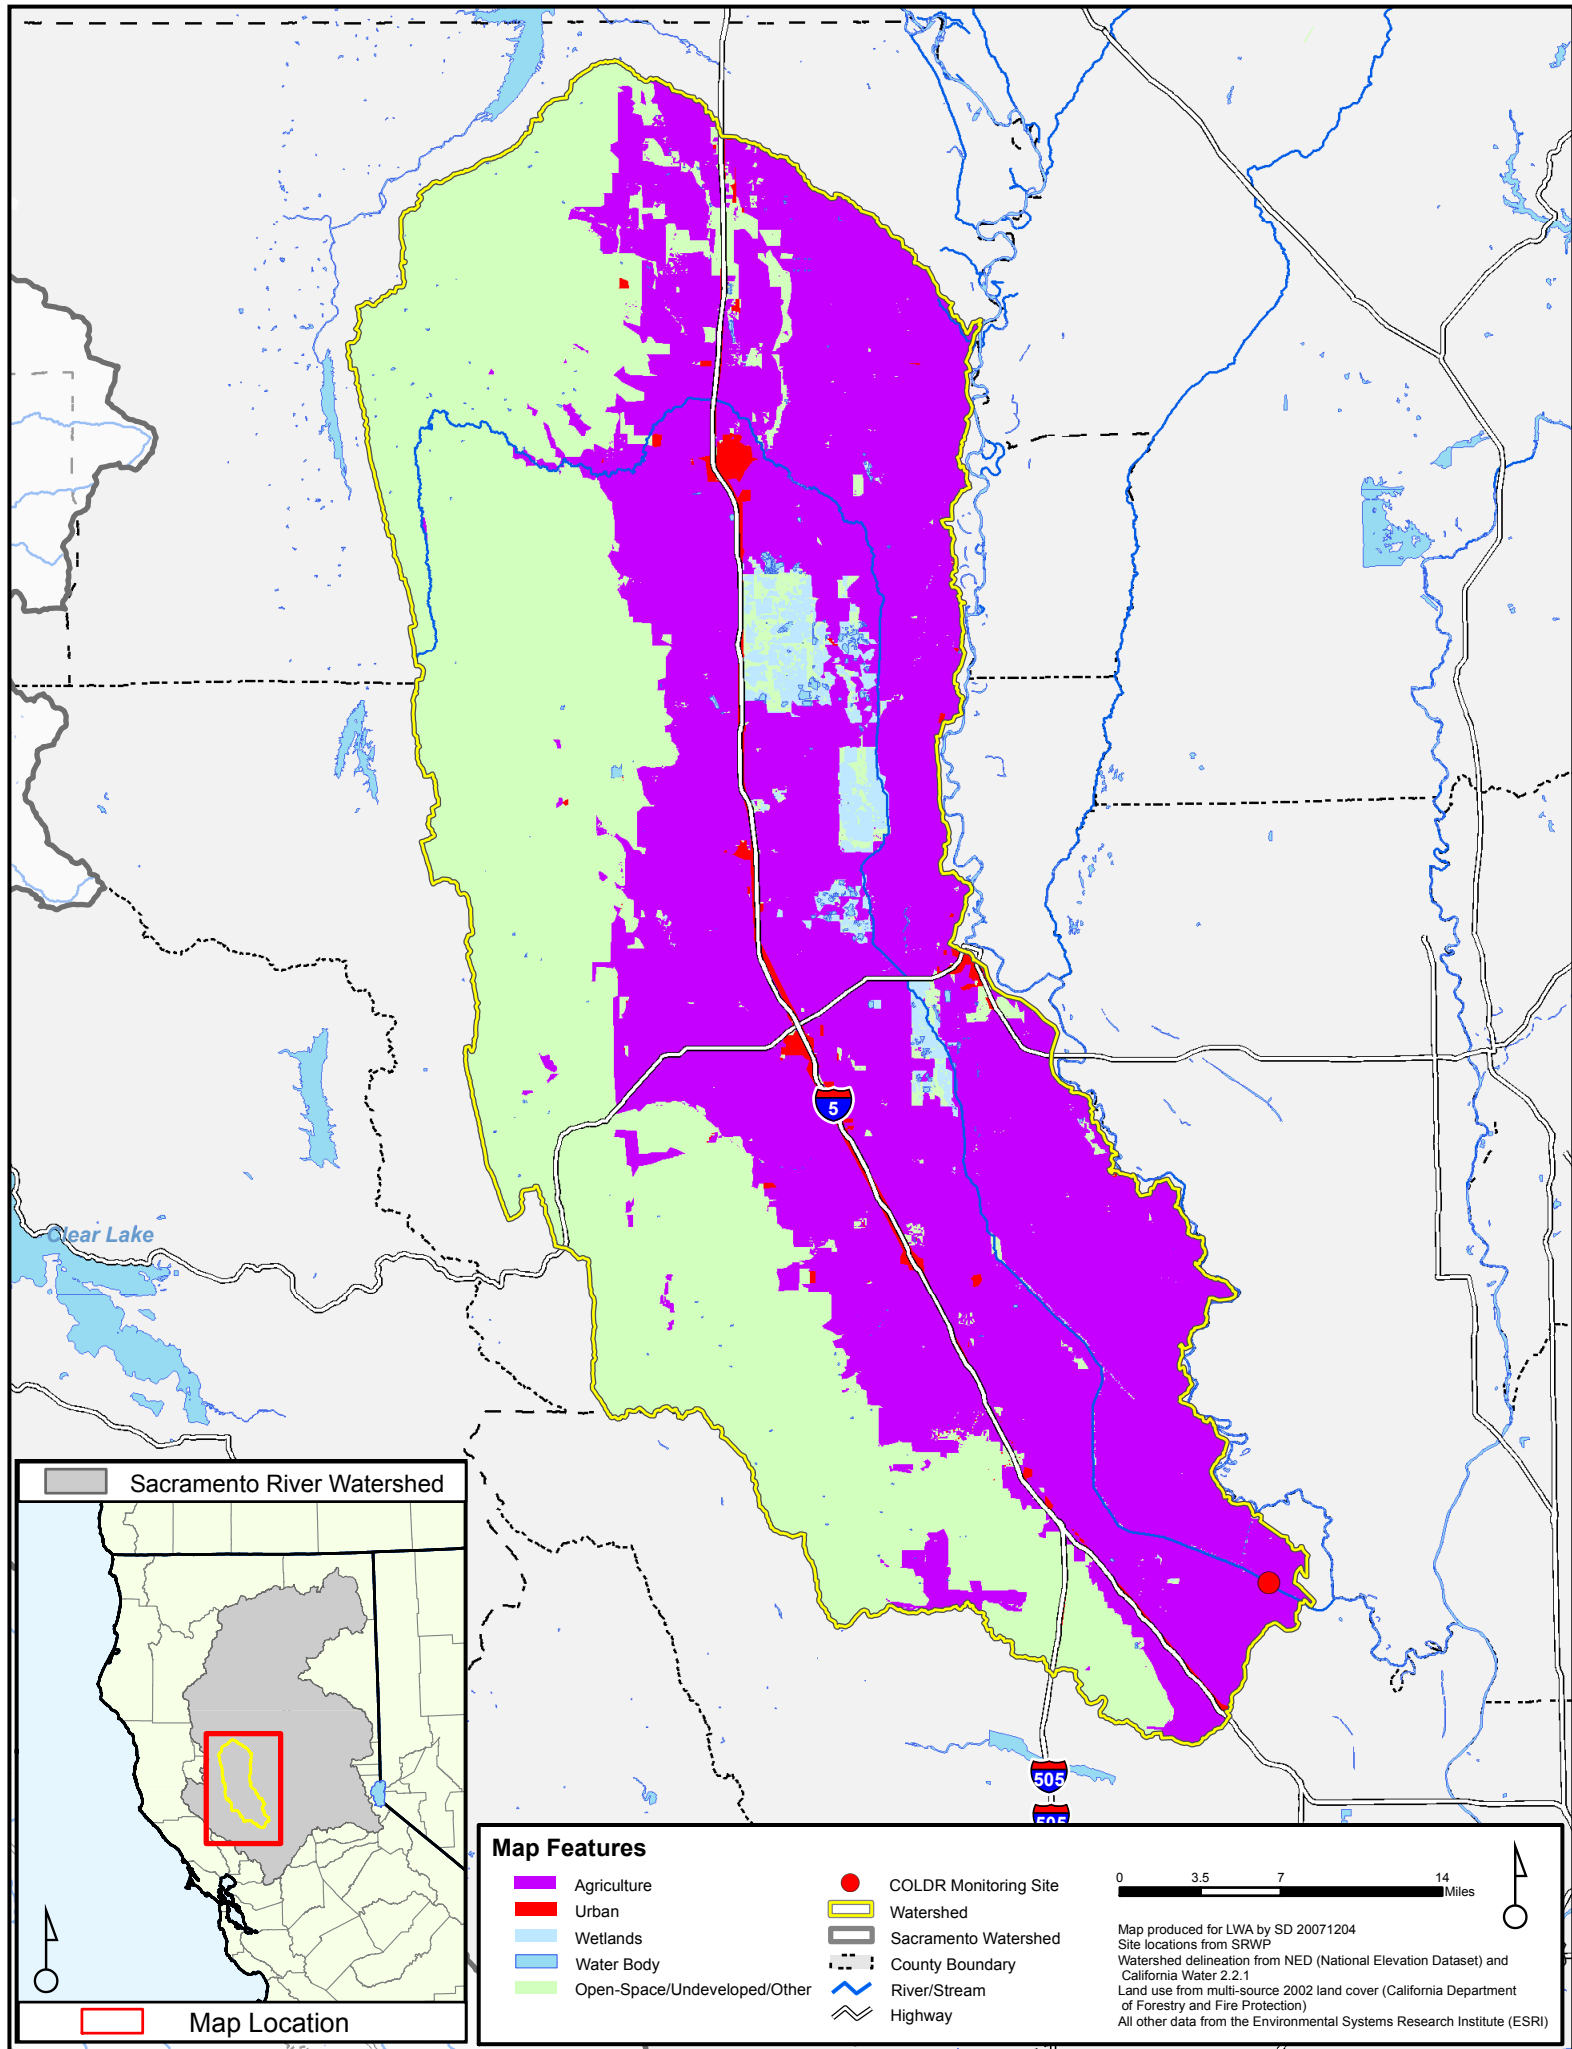 5
Clear Lake
Sacramento River Watershed
Map Location
505
505
Map Features
Agriculture
Urban
Wetlands
Water Body
Open-Space/Undeveloped/Other
COLDR Monitoring Site
Watershed
Sacramento Watershed
County Boundary
River/Stream
Highway
0 3.5 7 14
Miles
Map produced for LWA by SD 20071204
Site locations from SRWP
Watershed delineation from NED (National Elevation Dataset) and
California Water 2.2.1
Land use from multi-source 2002 land cover (California Department
of Forestry and Fire Protection)
All other data from the Environmental Systems Research Institute (ESRI)